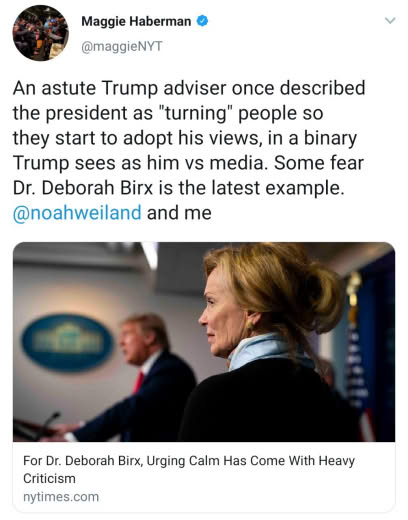 Maggie Haberman
@maggieNYT
An astute Trump adviser once described
the president as "turning" people so
they start to adopt his views, in a binary
Trump sees as him vs media. Some fear
Dr. Deborah Birx is the latest example.
@noahweiland and me
For Dr. Deborah Birx, Urging Calm Has Come With Heavy
Criticism
nytimes.com